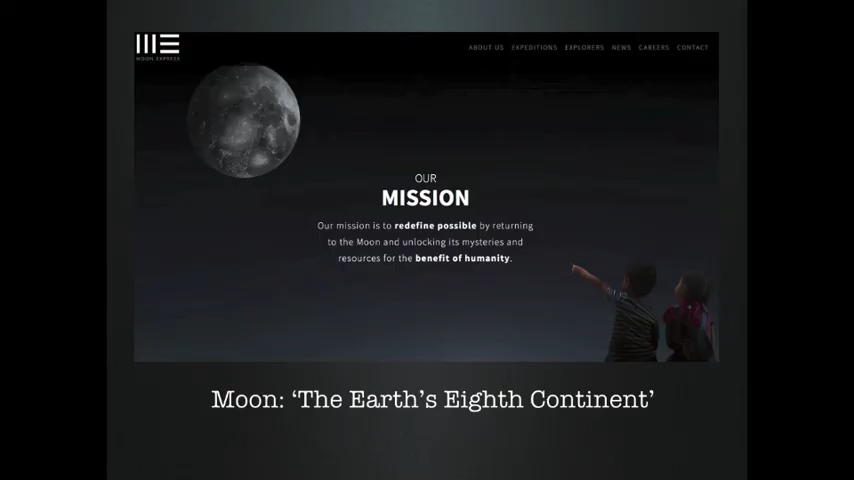 MOON EXPRESS
ABOUT US EXPEDITIONS EXPLORERS NEWS CAREERS CONTACT
OUR
MISSION
Our mission is to redefine possible by returning
to the Moon and unlocking its mysteries and
resources for the benefit of humanity.
Moon: ‘The Earth’s Eighth Continent’